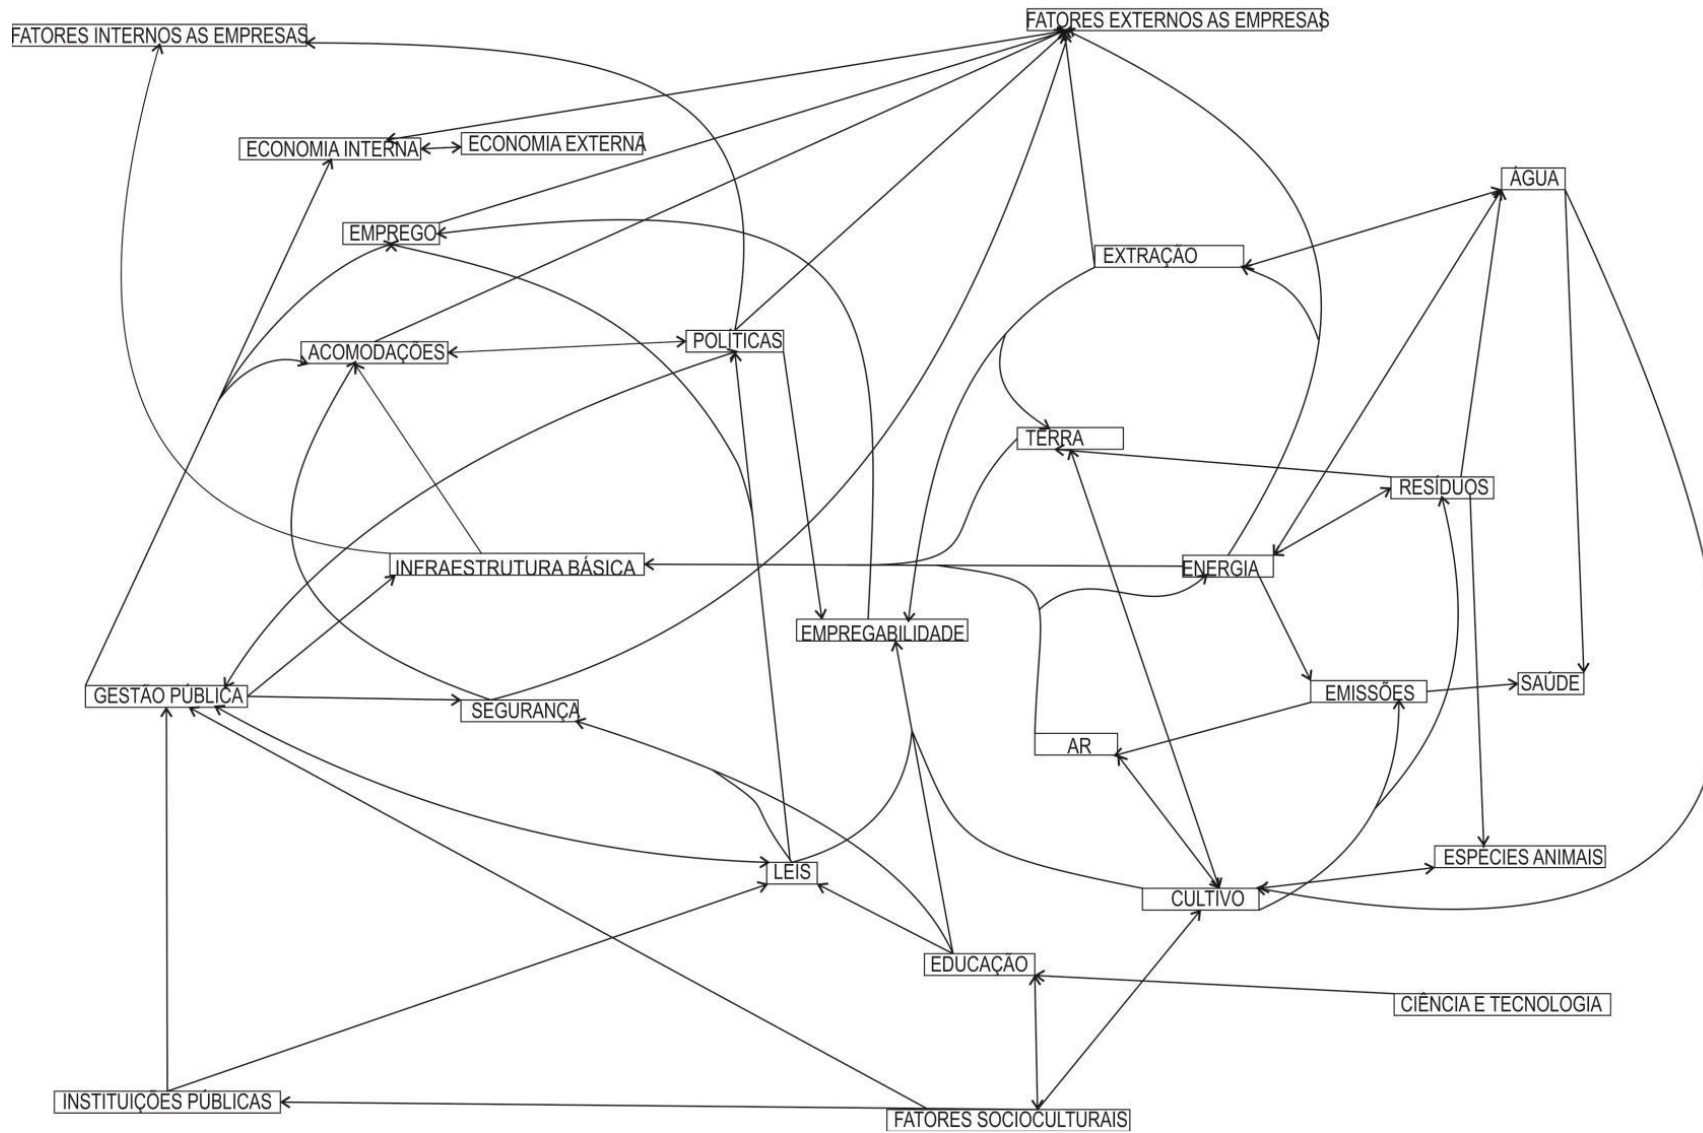 FATORES EXTERNOS AS EMPRESAS
FATORES INTERNOS AS EMPRESAS
ECONOMIA INTERNA
ECONOMIA EXTERNA
ÁGUA
EMPREGO
EXTRAÇÃO
POLÍTICAS
ACOMODAÇÕES
TERRA
RESÍDUOS
INFRAESTRUTURA BÁSICA
ENERGIA
EMPREGABILIDADE
GESTÃO PÚBLICA
EMISSÕES
SAÚDE
SEGURANÇA
AR
ESPÉCIES ANIMAIS
LEIS
CULTIVO
EDUCAÇÃO
CIÊNCIA E TECNOLOGIA
INSTITUIÇÕES PÚBLICAS
FATORES SOCIOCULTURAIS